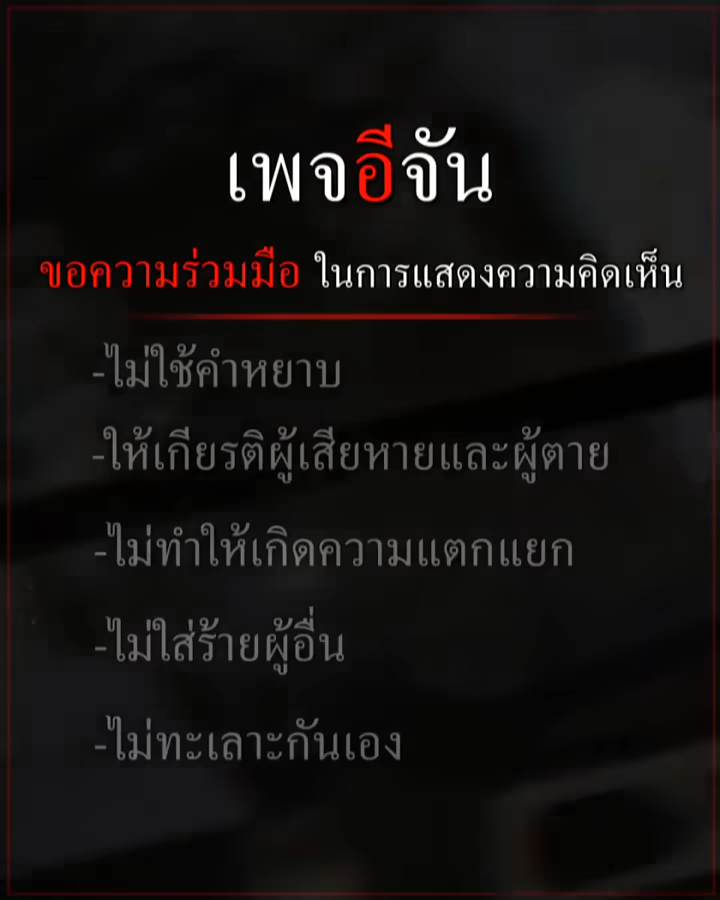 เพจอีจัน
ขอความร่วมมือ ในการแสดงความคิดเห็น
-ไม่ใช้คำหยาบ
-ให้เกียรติผู้เสียหายและผู้ตาย
-ไม่ทำให้เกิดความแตกแยก
-ไม่ใส่ร้ายผู้อื่น
-ไม่ทะเลาะกันเอง